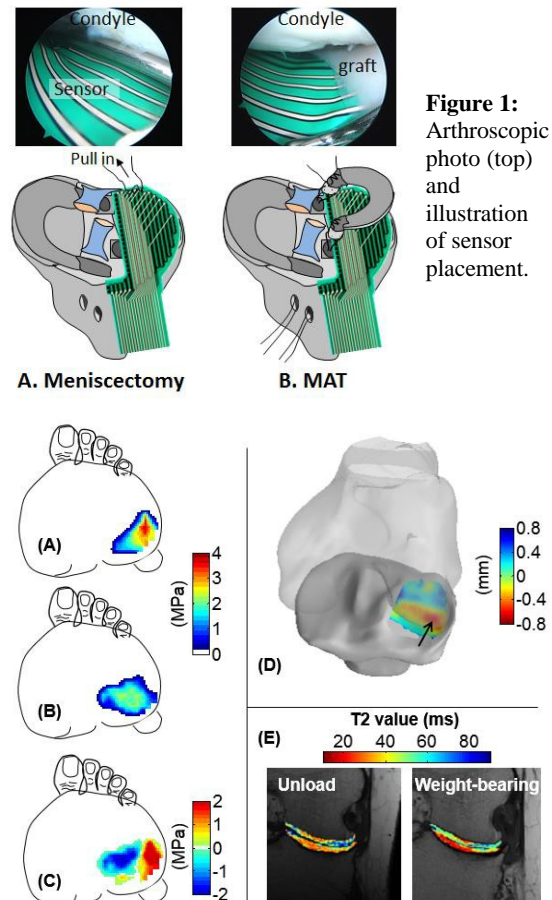 Condyle
Sensor
Condyle
graft
Pull in
A. Meniscectomy
B. MAT
Figure 1:
Arthroscopic
photo (top)
and
illustration
of sensor
placement.
(A)
4
3
2
1
0
(MPa)
(B)
(C)
2
1
0
-1
-2
(MPa)
(D)
0.8
0.4
0
-0.4
-0.8
(mm)
(E)
T2 value (ms)
20 40 60 80
Unload
Weight-bearing